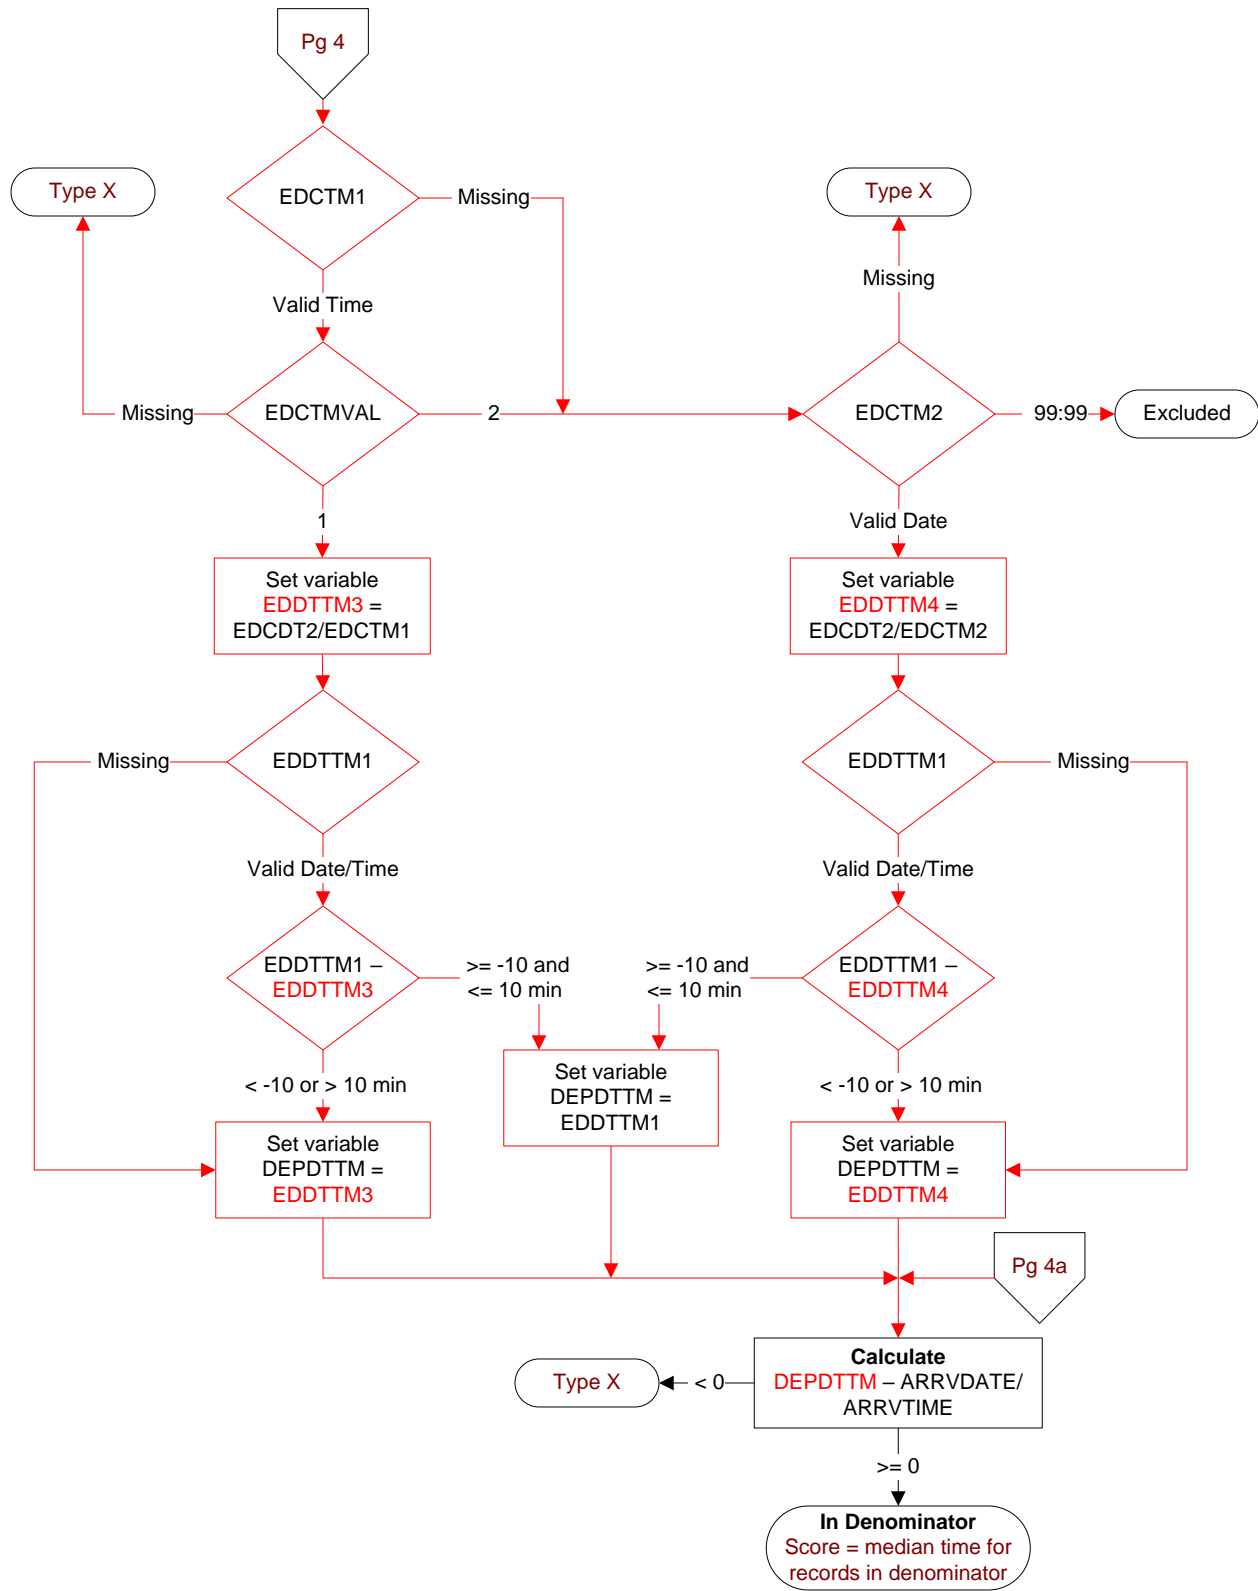 Pg 4
Type X
EDCTM1
Missing
Type X
Missing
Valid Time
Missing
EDCTMVAL
2
EDCTM2
99:99
Excluded
1
Valid Date
Set variable
EDDTTM3 =
EDCDT2/EDCTM1
Set variable
EDDTTM4 =
EDCDT2/EDCTM2
Missing
EDDTTM1
EDDTTM1
Missing
Valid Date/Time
Valid Date/Time
EDDTTM1 –
EDDTTM3
>= -10 and
<= 10 min
>= -10 and
<= 10 min
EDDTTM1 –
EDDTTM4
< -10 or > 10 min
Set variable
DEPDTTM =
EDDTTM1
< -10 or > 10 min
Set variable
DEPDTTM =
EDDTTM3
Set variable
DEPDTTM =
EDDTTM4
Pg 4a
Type X
< 0
Calculate
DEPDTTM – ARRVDATE/
ARRVTIME
>= 0
In Denominator
Score = median time for
records in denominator